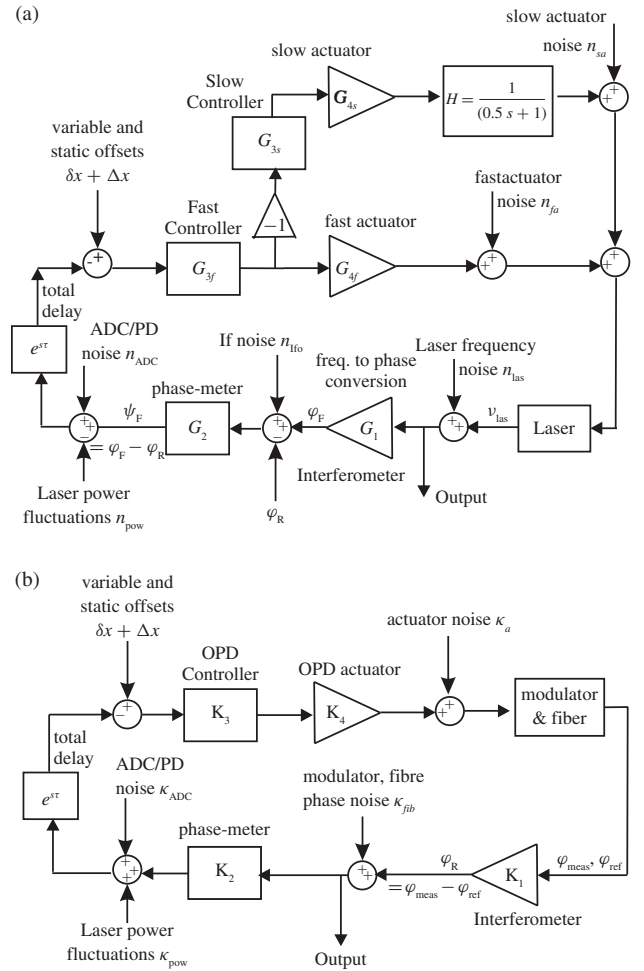 (a)
slow actuator
noise n_sa
slow actuator
G_4s
H = 1/(0.5 s + 1)
+
+
Slow
Controller
G_3s
variable and
static offsets
δx + Δx
-1
fastactuator
noise n_fa
Fast
Controller
fast actuator
- +
G_3f
G_4f
+
+
+
+
total
delay
e^sτ
ADC/PD
noise n_ADC
If noise n_Ifo
freq. to phase
conversion
Laser frequency
noise n_las
phase-meter
ψ_F
= φ_F − φ_R
G_2
φ_F
G_1
ν_las
Laser
+
+
−
+
+
−
+
+
Interferometer
Output
Laser power
fluctuations n_pow
φ_R
(b)
variable and
static offsets
δx + Δx
actuator noise κ_a
OPD
Controller
OPD actuator
− +
K_3
K_4
+
+
modulator
& fiber
total
delay
e^sτ
ADC/PD
noise κ_ADC
modulator, fibre
phase noise κ_fib
phase-meter
K_2
φ_R
= φ_meas − φ_ref
K_1
φ_meas, φ_ref
+
+
+
+
+
Interferometer
Laser power
fluctuations κ_pow
Output